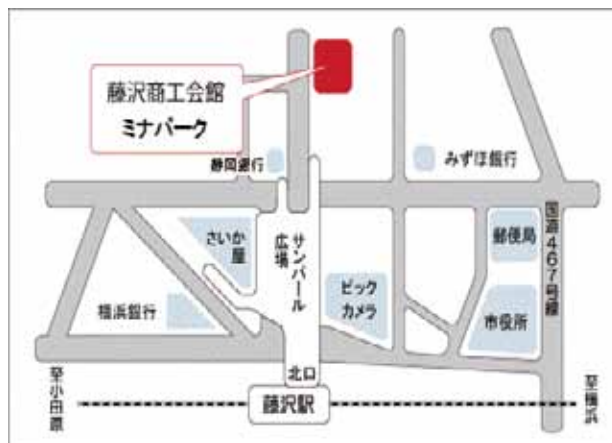 藤沢商工会館
ミナパーク
静岡銀行
みずほ銀行
さいか
屋
サンパール
広場
郵便局
国道467号線
ビック
カメラ
横浜銀行
市役所
北口
藤沢駅
至小田原
至横浜